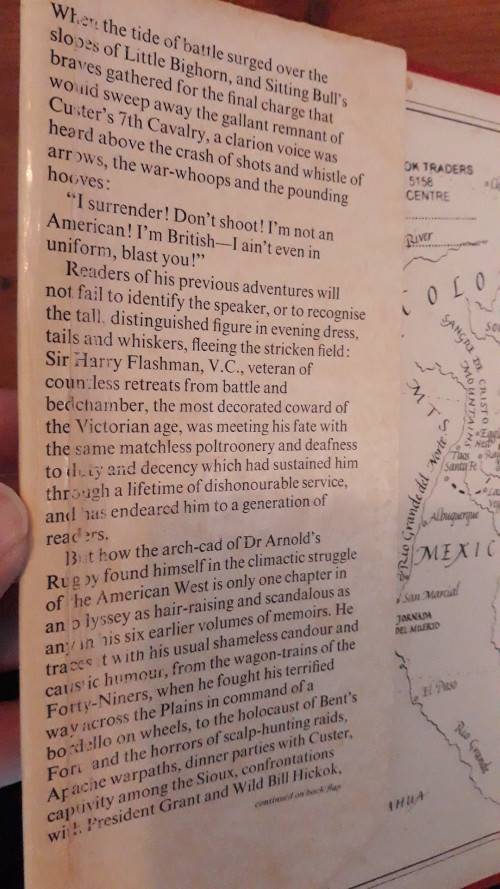 When the tide of battle surged over the
slopes of Little Bighorn, and Sitting Bull's
braves gathered for the final charge that
would sweep away the gallant remnant of
Custer's 7th Cavalry, a clarion voice was
heard above the crash of shots and whistle of
arrows, the war-whoops and the pounding
hooves:
"I surrender! Don't shoot! I'm not an
American! I'm British—I ain't even in
uniform, blast you!"
Readers of his previous adventures will
not fail to identify the speaker, or to recognise
the tall, distinguished figure in evening dress,
tails and whiskers, fleeing the stricken field:
Sir Harry Flashman, V.C., veteran of
countless retreats from battle and
bedchamber, the most decorated coward of
the Victorian age, was meeting his fate with
the same matchless poltroonery and deafness
to duty and decency which had sustained him
through a lifetime of dishonourable service,
and has endeared him to a generation of
readers.
But how the arch-cad of Dr Arnold's
Rugby found himself in the climactic struggle
of the American West is only one chapter in
an odyssey as hair-raising and scandalous as
any in his six earlier volumes of memoirs. He
traces it with his usual shameless candour and
caustic humour, from the wagon-trains of the
Forty-Niners, when he fought his terrified
way across the Plains in command of a
bordello on wheels, to the holocaust of Bent's
Fort and the horrors of scalp-hunting raids,
Apache warpaths, dinner parties with Custer,
captivity among the Sioux, confrontations
with President Grant and Wild Bill Hickok,
continued on back flap
OK TRADERS
5158
CENTRE
River
COLO
SANGRE DE CRISTO
MOUNTAINS
MTS
Taos
Santa Fe
Rio Grande del Norte
Albuquerque
MEXIC
San Marcial
JORNADA
DEL MUERTO
El Paso
Rio Grande
IHUA